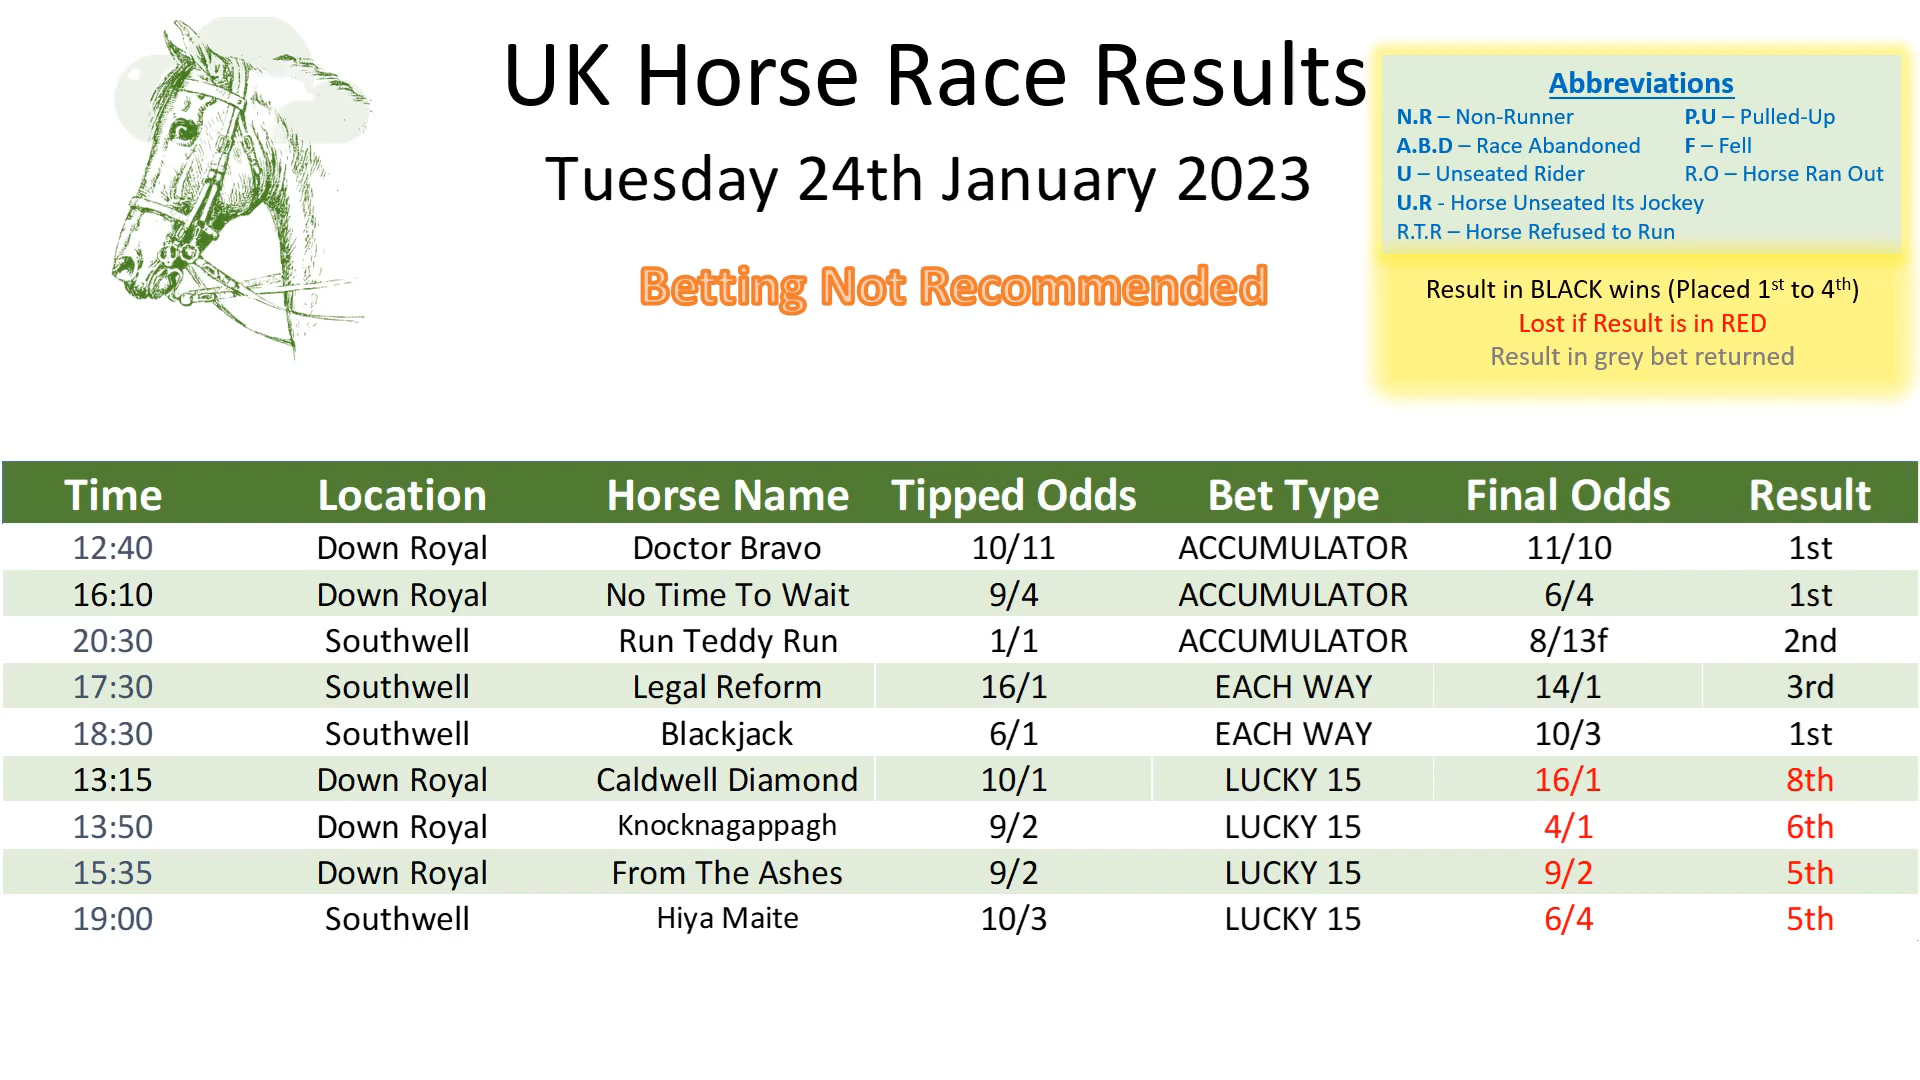 UK Horse Race Results
Tuesday 24th January 2023
Betting Not Recommended
Abbreviations
N.R – Non-Runner P.U – Pulled-Up
A.B.D – Race Abandoned F – Fell
U – Unseated Rider R.O – Horse Ran Out
U.R - Horse Unseated Its Jockey
R.T.R – Horse Refused to Run
Result in BLACK wins (Placed 1st to 4th)
Lost if Result is in RED
Result in grey bet returned
Time Location Horse Name Tipped Odds Bet Type Final Odds Result
12:40 Down Royal Doctor Bravo 10/11 ACCUMULATOR 11/10 1st
16:10 Down Royal No Time To Wait 9/4 ACCUMULATOR 6/4 1st
20:30 Southwell Run Teddy Run 1/1 ACCUMULATOR 8/13f 2nd
17:30 Southwell Legal Reform 16/1 EACH WAY 14/1 3rd
18:30 Southwell Blackjack 6/1 EACH WAY 10/3 1st
13:15 Down Royal Caldwell Diamond 10/1 LUCKY 15 16/1 8th
13:50 Down Royal Knocknagappagh 9/2 LUCKY 15 4/1 6th
15:35 Down Royal From The Ashes 9/2 LUCKY 15 9/2 5th
19:00 Southwell Hiya Maite 10/3 LUCKY 15 6/4 5th